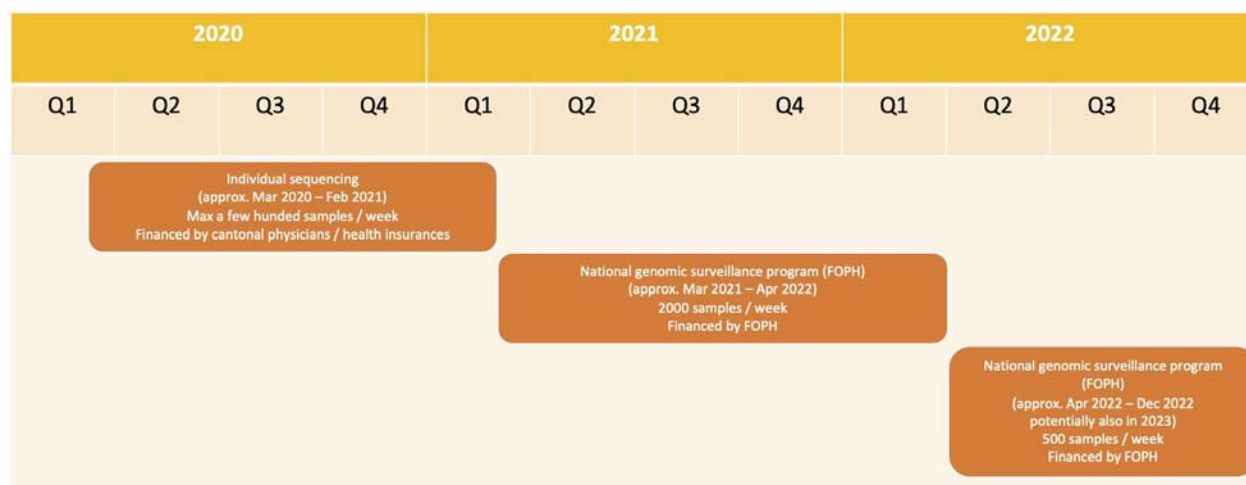 2020 2021 2022
Q1 Q2 Q3 Q4 Q1 Q2 Q3 Q4 Q1 Q2 Q3 Q4
Individual sequencing
(approx. Mar 2020 – Feb 2021)
Max a few hunded samples / week
Financed by cantonal physicians / health insurances
National genomic surveillance program (FOPH)
(approx. Mar 2021 – Apr 2022)
2000 samples / week
Financed by FOPH
National genomic surveillance program
(FOPH)
(approx. Apr 2022 – Dec 2022
potentially also in 2023)
500 samples / week
Financed by FOPH